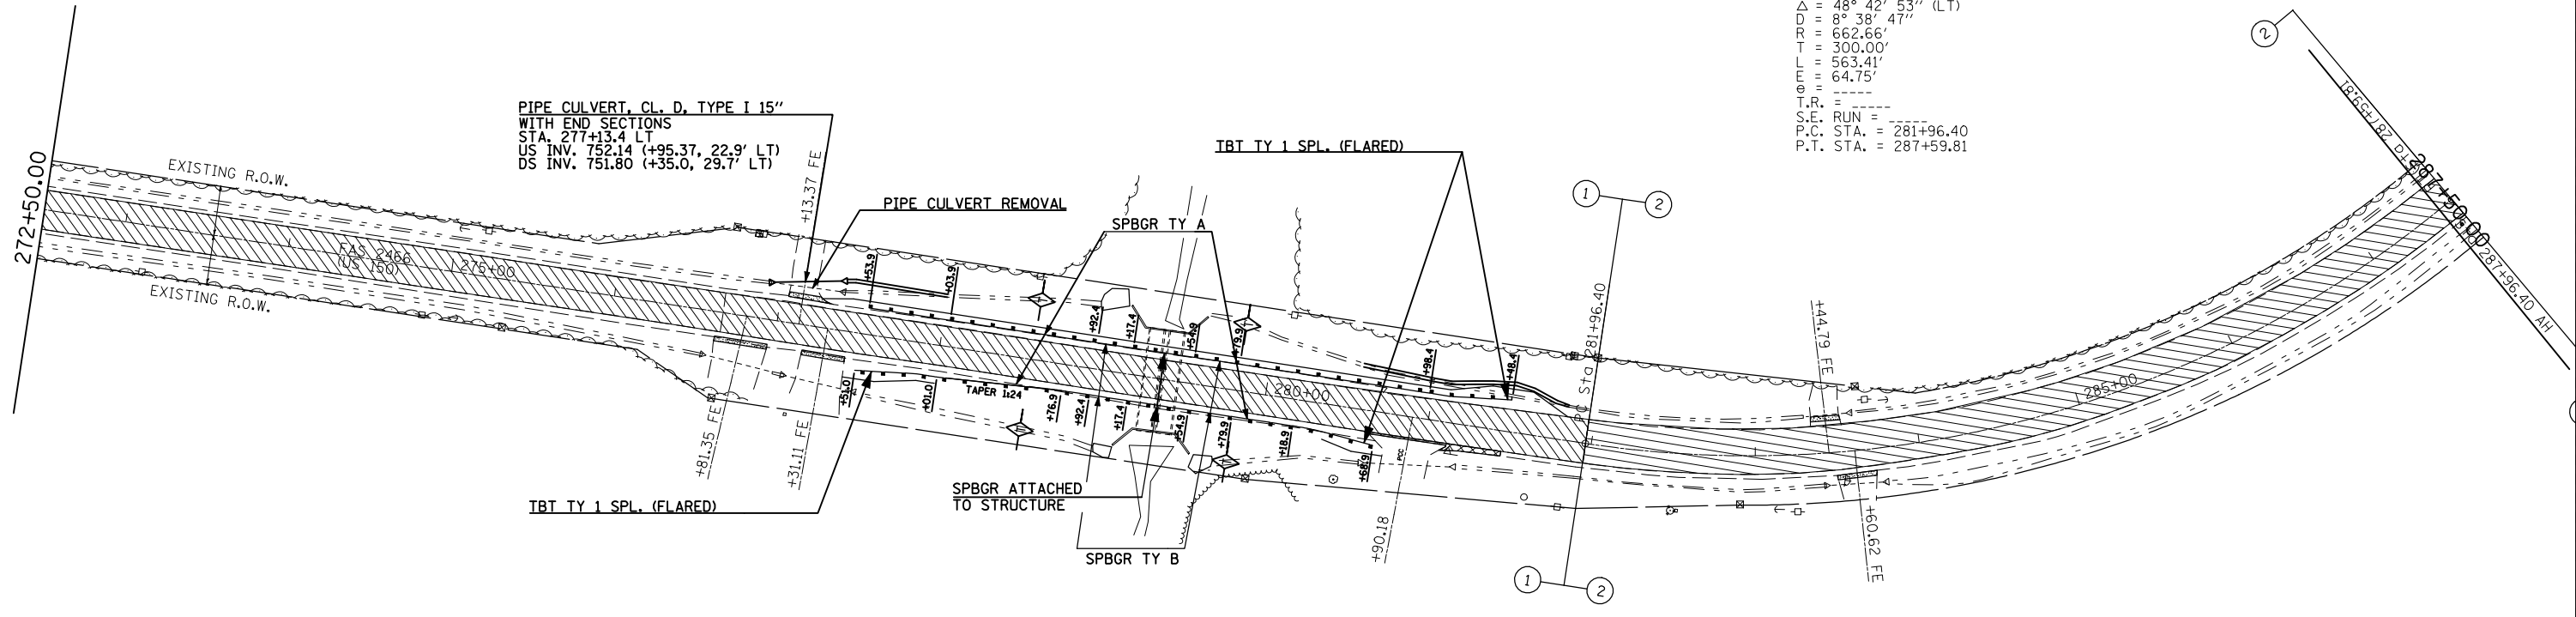 △ = 48° 42' 53" (LT)
D = 8° 38' 47"
R = 662.66'
T = 300.00'
L = 563.41'
E = 64.75'
e = _____
T.R. = _____
S.E. RUN = _____
P.C. STA. = 281+96.40
P.T. STA. = 287+59.81
PIPE CULVERT, CL. D, TYPE I 15"
WITH END SECTIONS
STA. 277+13.4 LT
US INV. 752.14 (+95.37, 22.9' LT)
DS INV. 751.80 (+35.0, 29.7' LT)
TBT TY 1 SPL. (FLARED)
PIPE CULVERT REMOVAL
SPBGR TY A
272+50.00
EXISTING R.O.W.
EXISTING R.O.W.
FAS 2466
(US 150)
275+00
+13.37 FE
+53.9
+03.9
+92.4
+17.4
+54.9
+79.9
+98.4
+48.4
280+00
PC Sta 281+96.40
1
2
+44.79 FE
285+00
2
287+50.00
287+96.40 AH
+81.35 FE
+31.11 FE
+51.0
+01.0
TAPER 1:24
+76.9
+92.4
+17.4
+54.9
+79.9
+18.9
+68.9
PCC
+90.18
+60.62 FE
TBT TY 1 SPL. (FLARED)
SPBGR ATTACHED
TO STRUCTURE
SPBGR TY B
1
2